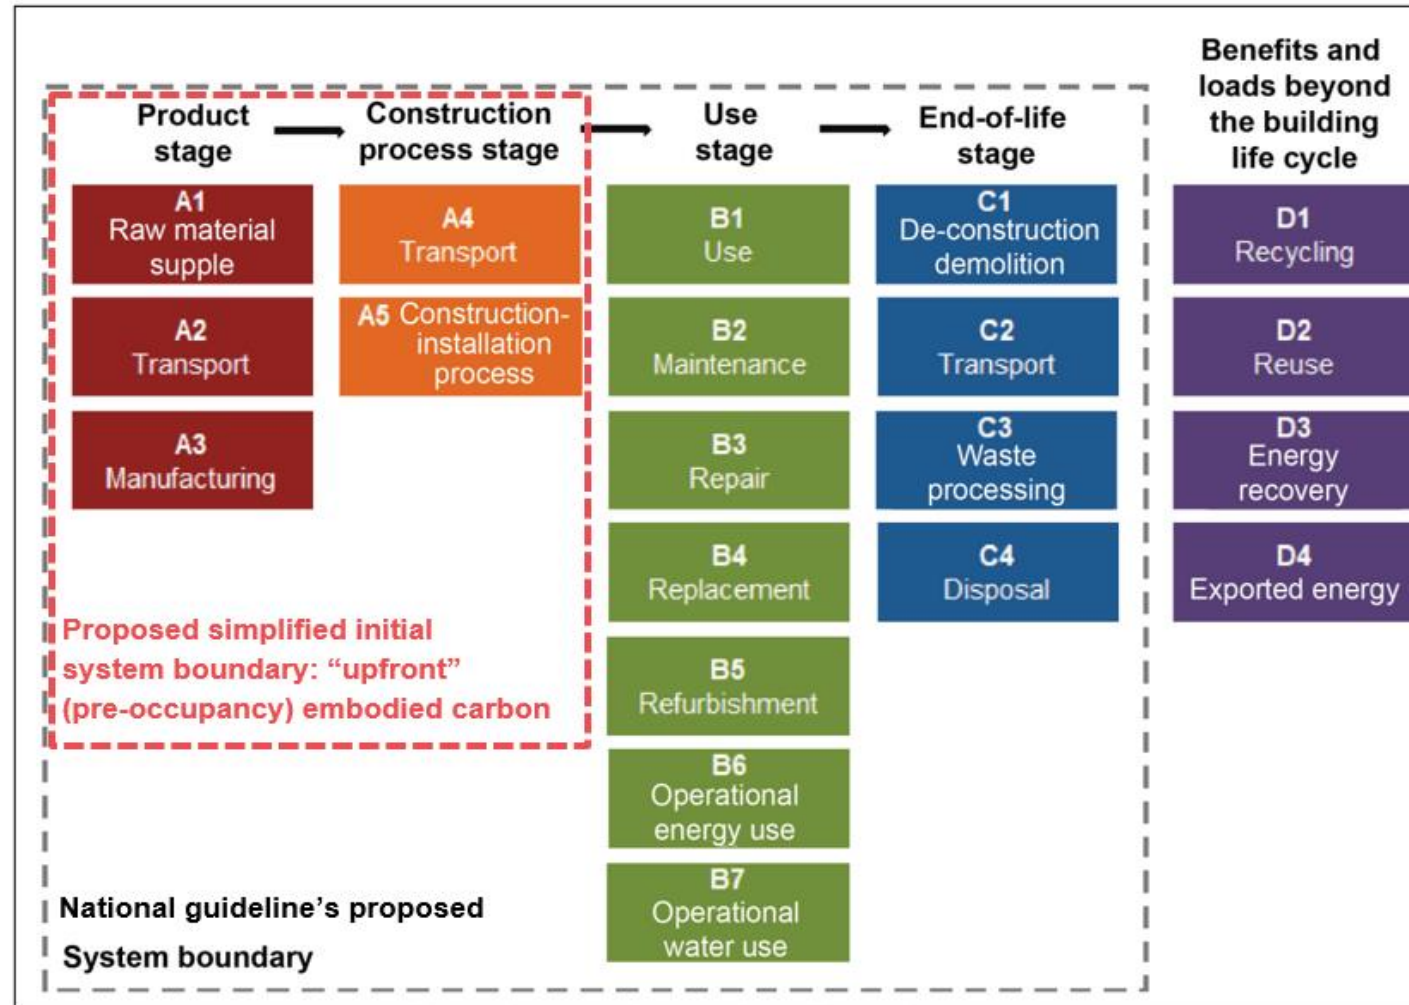 Benefits and
loads beyond
the building
life cycle
Product
stage
Construction
process stage
Use
stage
End-of-life
stage
A1
Raw material
supple
A2
Transport
A3
Manufacturing
A4
Transport
A5 Construction-
installation
process
B1
Use
B2
Maintenance
B3
Repair
B4
Replacement
B5
Refurbishment
B6
Operational
energy use
B7
Operational
water use
C1
De-construction
demolition
C2
Transport
C3
Waste
processing
C4
Disposal
D1
Recycling
D2
Reuse
D3
Energy
recovery
D4
Exported energy
Proposed simplified initial
system boundary: “upfront”
(pre-occupancy) embodied carbon
National guideline’s proposed
System boundary